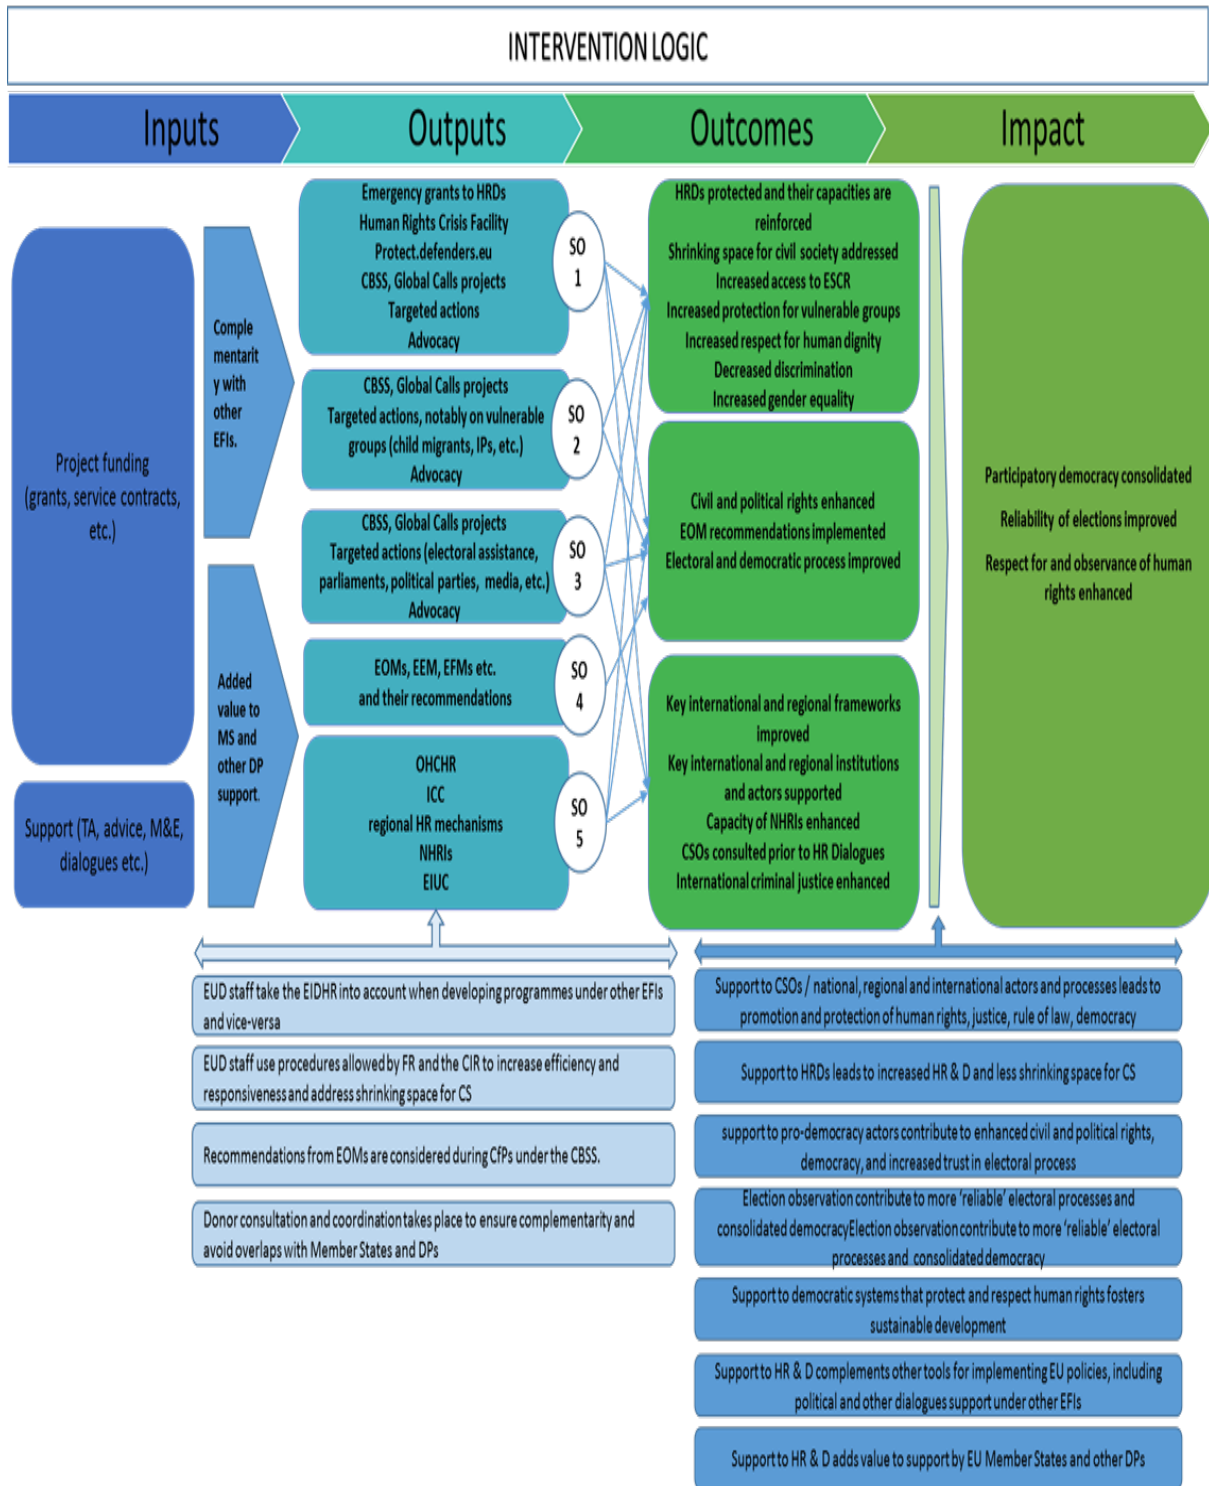 INTERVENTION LOGIC
Inputs
Outputs
Outcomes
Impact
Project funding
(grants, service contracts,
etc.)
Support (TA, advice, M&E,
dialogues etc.)
Comple
mentarit
y with
other
EFIs.
Added
value to
MS and
other DP
support.
Emergency grants to HRDs
Human Rights Crisis Facility
Protect.defenders.eu
CBSS, Global Calls projects
Targeted actions
Advocacy
SO
1
CBSS, Global Calls projects
Targeted actions, notably on vulnerable
groups (child migrants, IPs, etc.)
Advocacy
SO
2
CBSS, Global Calls projects
Targeted actions (electoral assistance,
parliaments, political parties, media, etc.)
Advocacy
SO
3
EOMs, EEM, EFMs etc.
and their recommendations
SO
4
OHCHR
ICC
regional HR mechanisms
NHRIs
EIUC
SO
5
HRDs protected and their capacities are
reinforced
Shrinking space for civil society addressed
Increased access to ESCR
Increased protection for vulnerable groups
Increased respect for human dignity
Decreased discrimination
Increased gender equality
Civil and political rights enhanced
EOM recommendations implemented
Electoral and democratic process improved
Key international and regional frameworks
improved
Key international and regional institutions
and actors supported
Capacity of NHRIs enhanced
CSOs consulted prior to HR Dialogues
International criminal justice enhanced
Participatory democracy consolidated
Reliability of elections improved
Respect for and observance of human
rights enhanced
EUD staff take the EIDHR into account when developing programmes under other EFIs
and vice-versa
EUD staff use procedures allowed by FR and the CIR to increase efficiency and
responsiveness and address shrinking space for CS
Recommendations from EOMs are considered during CfPs under the CBSS.
Donor consultation and coordination takes place to ensure complementarity and
avoid overlaps with Member States and DPs
Support to CSOs / national, regional and international actors and processes leads to
promotion and protection of human rights, justice, rule of law, democracy
Support to HRDs leads to increased HR & D and less shrinking space for CS
support to pro-democracy actors contribute to enhanced civil and political rights,
democracy, and increased trust in electoral process
Election observation contribute to more ‘reliable’ electoral processes and
consolidated democracyElection observation contribute to more ‘reliable’ electoral
processes and consolidated democracy
Support to democratic systems that protect and respect human rights fosters
sustainable development
Support to HR & D complements other tools for implementing EU policies, including
political and other dialogues support under other EFIs
Support to HR & D adds value to support by EU Member States and other DPs